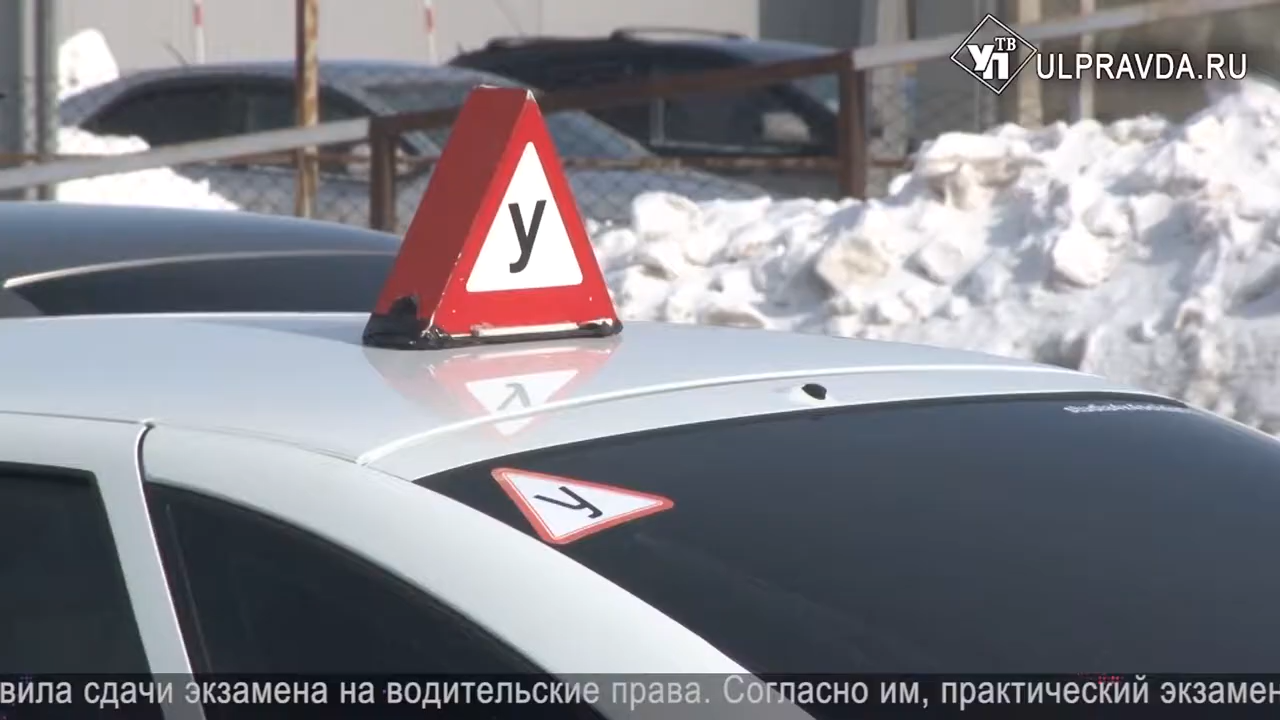 ТВ
УП
ULPRAVDA.RU
У
У
вила сдачи экзамена на водительские права. Согласно им, практический экзамен